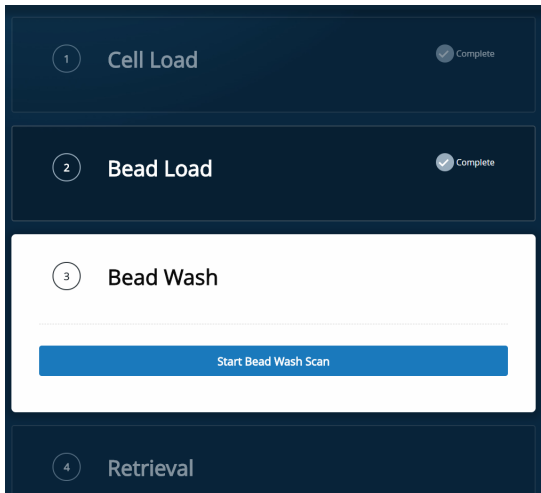 1 Cell Load Complete
2 Bead Load Complete
3 Bead Wash
Start Bead Wash Scan
4 Retrieval